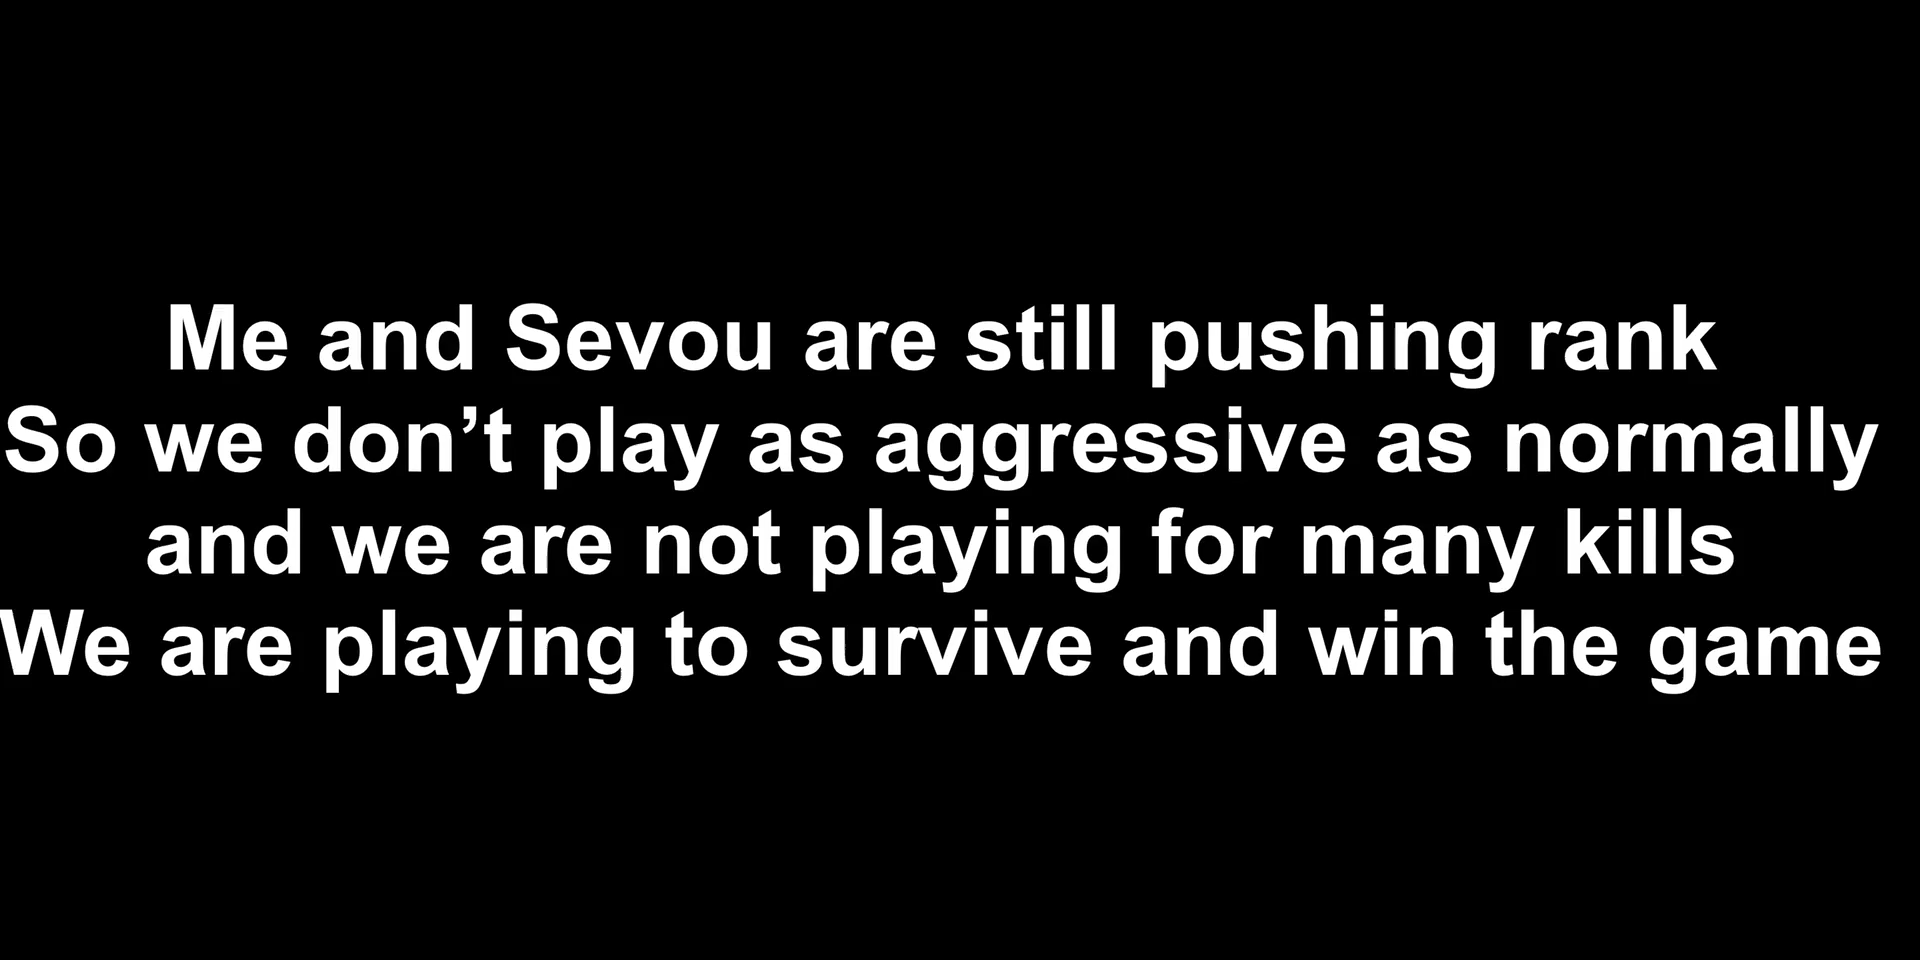 Me and Sevou are still pushing rank
So we don’t play as aggressive as normally
and we are not playing for many kills
We are playing to survive and win the game